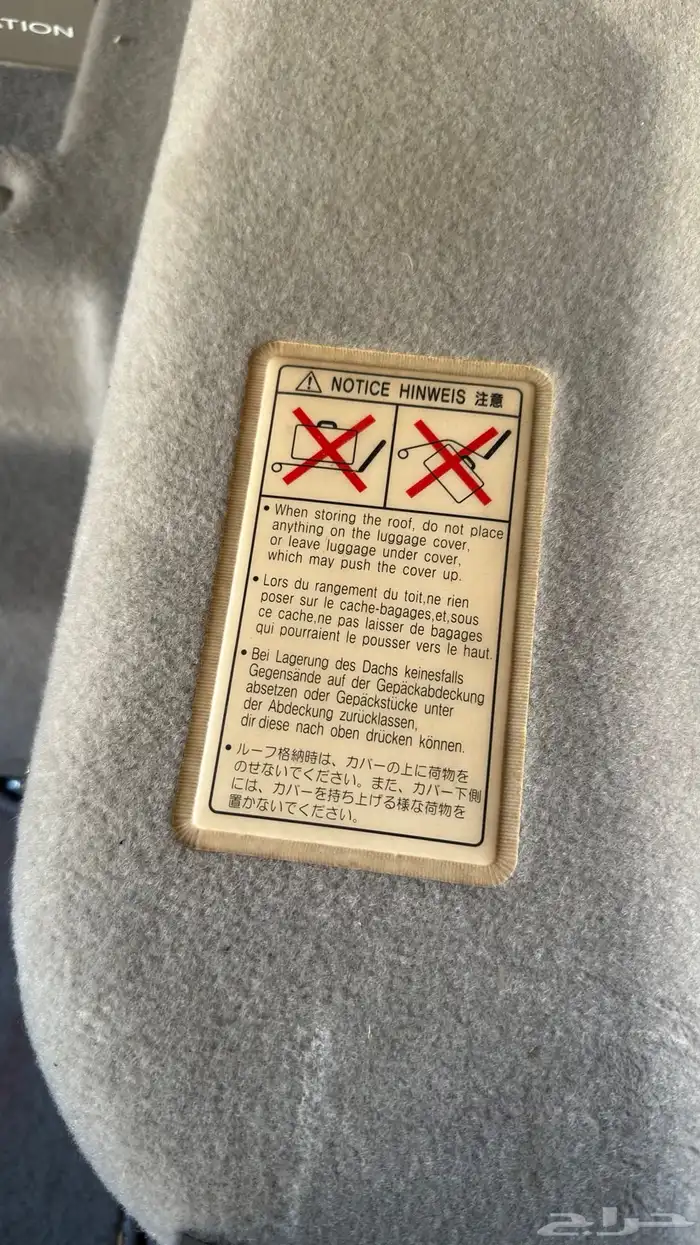 TION
NOTICE HINWEIS 注意
• When storing the roof, do not place
anything on the luggage cover,
or leave luggage under cover,
which may push the cover up.
• Lors du rangement du toit,ne rien
poser sur le cache-bagages,et,sous
ce cache,ne pas laisser de bagages
qui pourraient le pousser vers le haut.
• Bei Lagerung des Dachs keinesfalls
Gegensände auf der Gepäckabdeckung
absetzen oder Gepäckstücke unter
der Abdeckung zurücklassen,
dir diese nach oben drücken können.
• ルーフ格納時は、カバーの上に荷物を
のせないでください。また、カバー下側
には、カバーを持ち上げる様な荷物を
置かないでください。
حراج